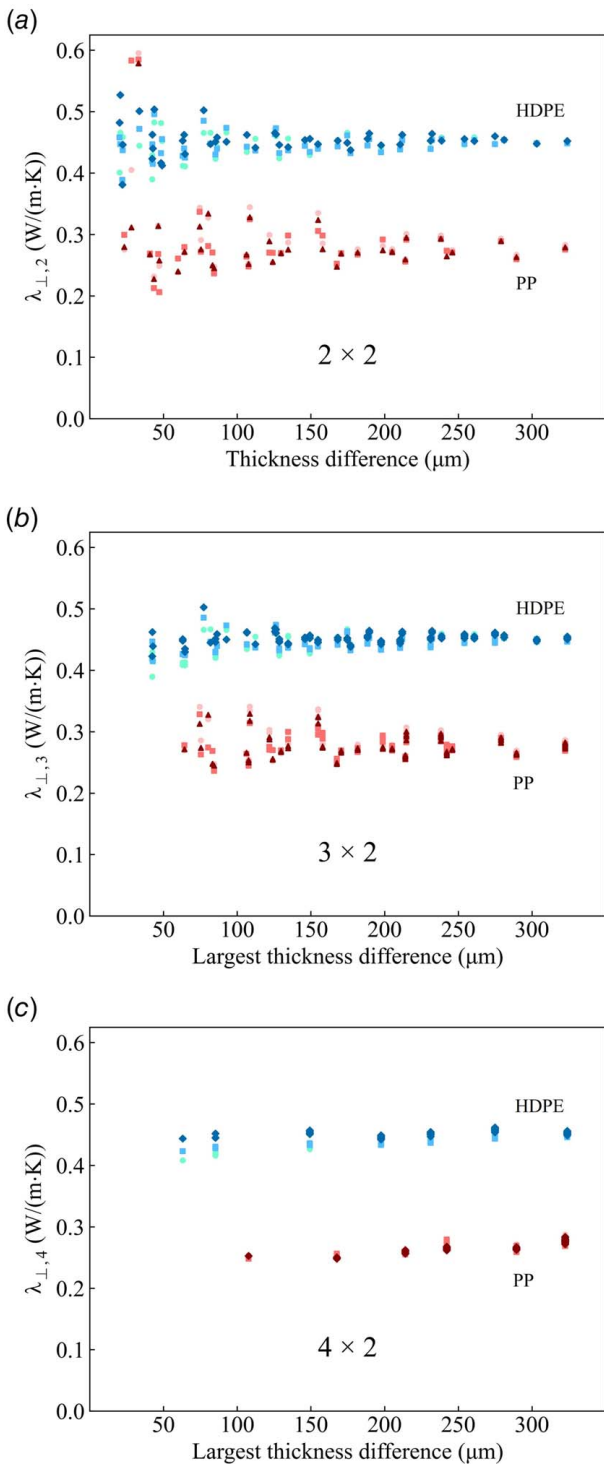 (a)
0.6
0.5
0.4
0.3
0.2
0.1
0.0
λ⊥,2 (W/(m·K))
HDPE
PP
2 × 2
50 100 150 200 250 300
Thickness difference (μm)
(b)
0.6
0.5
0.4
0.3
0.2
0.1
0.0
λ⊥,3 (W/(m·K))
HDPE
PP
3 × 2
50 100 150 200 250 300
Largest thickness difference (μm)
(c)
0.6
0.5
0.4
0.3
0.2
0.1
0.0
λ⊥,4 (W/(m·K))
HDPE
PP
4 × 2
50 100 150 200 250 300
Largest thickness difference (μm)